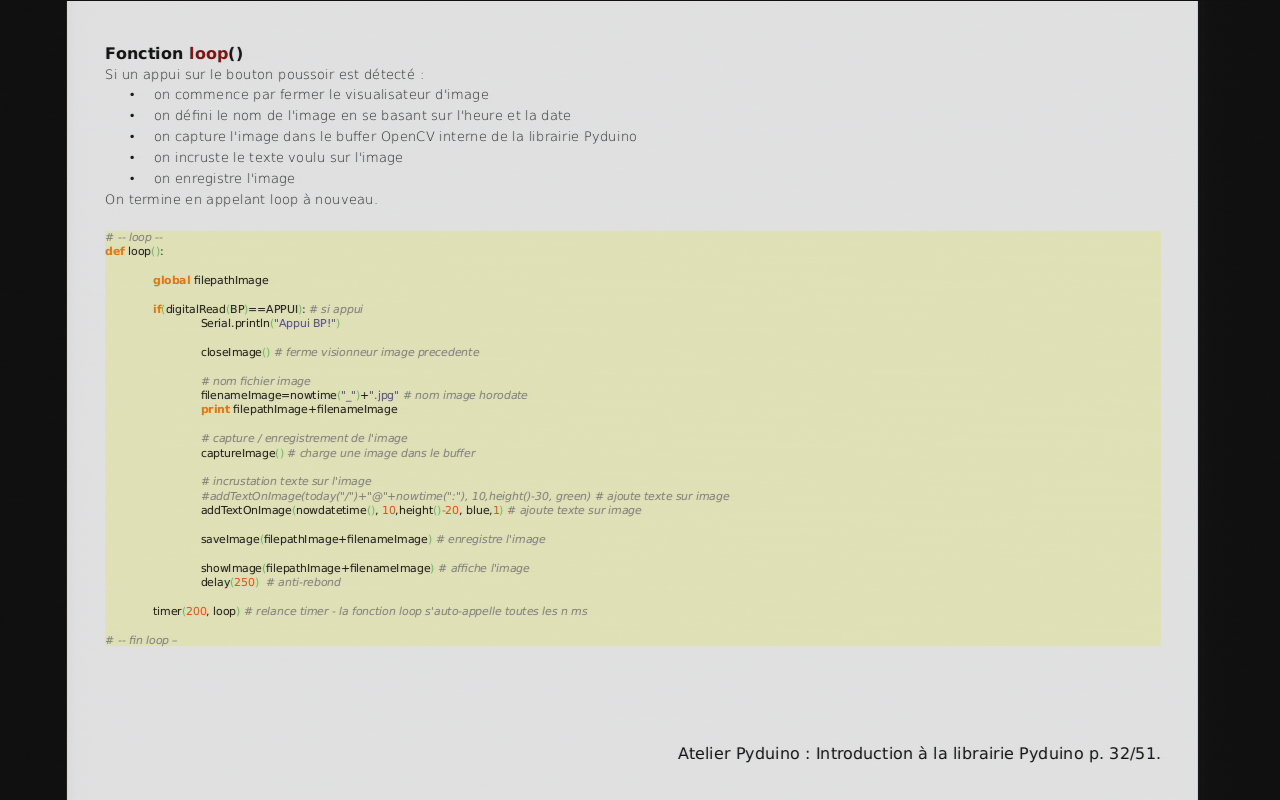 Fonction loop()
Si un appui sur le bouton poussoir est détecté :
• on commence par fermer le visualisateur d'image
• on défini le nom de l'image en se basant sur l'heure et la date
• on capture l'image dans le buffer OpenCV interne de la librairie Pyduino
• on incruste le texte voulu sur l'image
• on enregistre l'image
On termine en appelant loop à nouveau.
# -- loop --
def loop():
global filepathImage
if(digitalRead(BP)==APPUI): # si appui
Serial.println("Appui BP!")
closeImage() # ferme visionneur image precedente
# nom fichier image
filenameImage=nowtime("_")+".jpg" # nom image horodate
print filepathImage+filenameImage
# capture / enregistrement de l'image
captureImage() # charge une image dans le buffer
# incrustation texte sur l'image
#addTextOnImage(today("/")+"@"+nowtime(":"), 10,height()-30, green) # ajoute texte sur image
addTextOnImage(nowdatetime(), 10,height()-20, blue,1) # ajoute texte sur image
saveImage(filepathImage+filenameImage) # enregistre l'image
showImage(filepathImage+filenameImage) # affiche l'image
delay(250)  # anti-rebond
timer(200, loop) # relance timer - la fonction loop s'auto-appelle toutes les n ms
# -- fin loop –
Atelier Pyduino : Introduction à la librairie Pyduino p. 32/51.